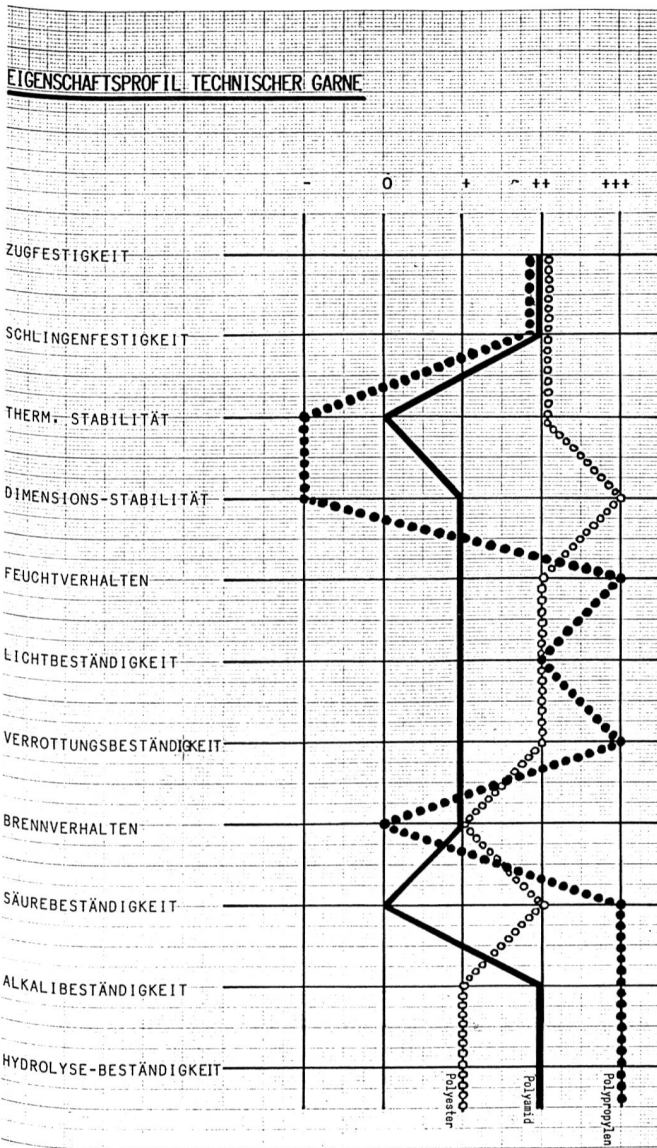 EIGENSCHAFTSPROFIL TECHNISCHER GARNE
- 0 + ~ ++ +++
ZUGFESTIGKEIT
SCHLINGENFESTIGKEIT
THERM. STABILITÄT
DIMENSIONS-STABILITÄT
FEUCHTVERHALTEN
LICHTBESTÄNDIGKEIT
VERROTTUNGSBESTÄNDIGKEIT
BRENNVERHALTEN
SÄUREBESTÄNDIGKEIT
ALKALIBESTÄNDIGKEIT
HYDROLYSE-BESTÄNDIGKEIT
Polyester
Polyamid
Polypropylen